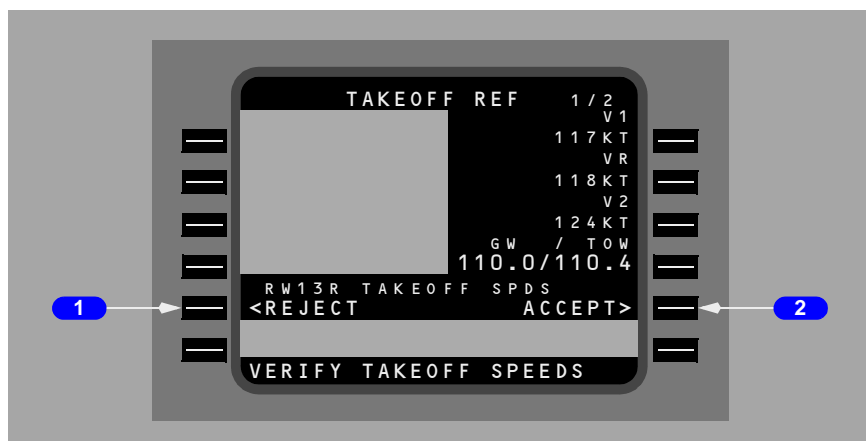 TAKEOFF REF 1/2
V1
117KT
VR
118KT
V2
124KT
GW / TOW
110.0/110.4
RW13R TAKEOFF SPDS
1 <REJECT ACCEPT> 2
VERIFY TAKEOFF SPEEDS